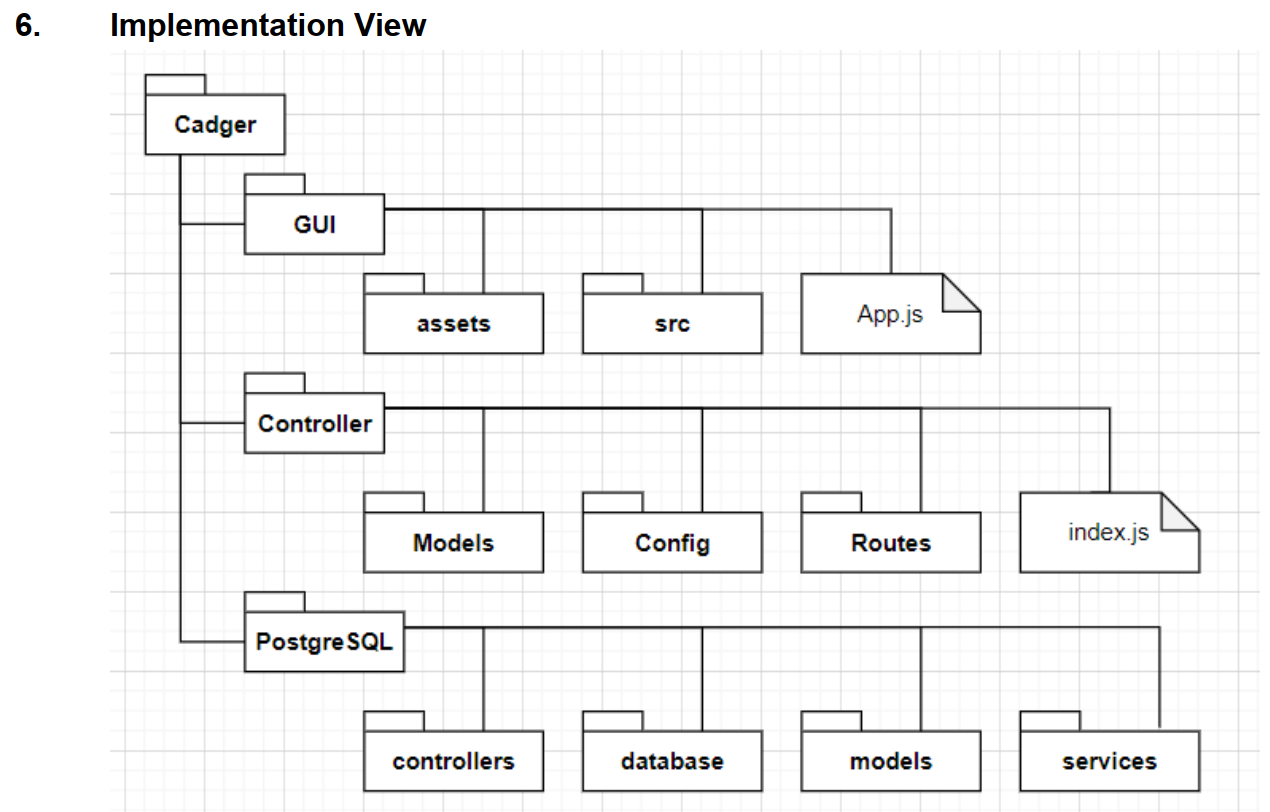 6. Implementation View
Cadger
GUI
assets
src
App.js
Controller
Models
Config
Routes
index.js
PostgreSQL
controllers
database
models
services